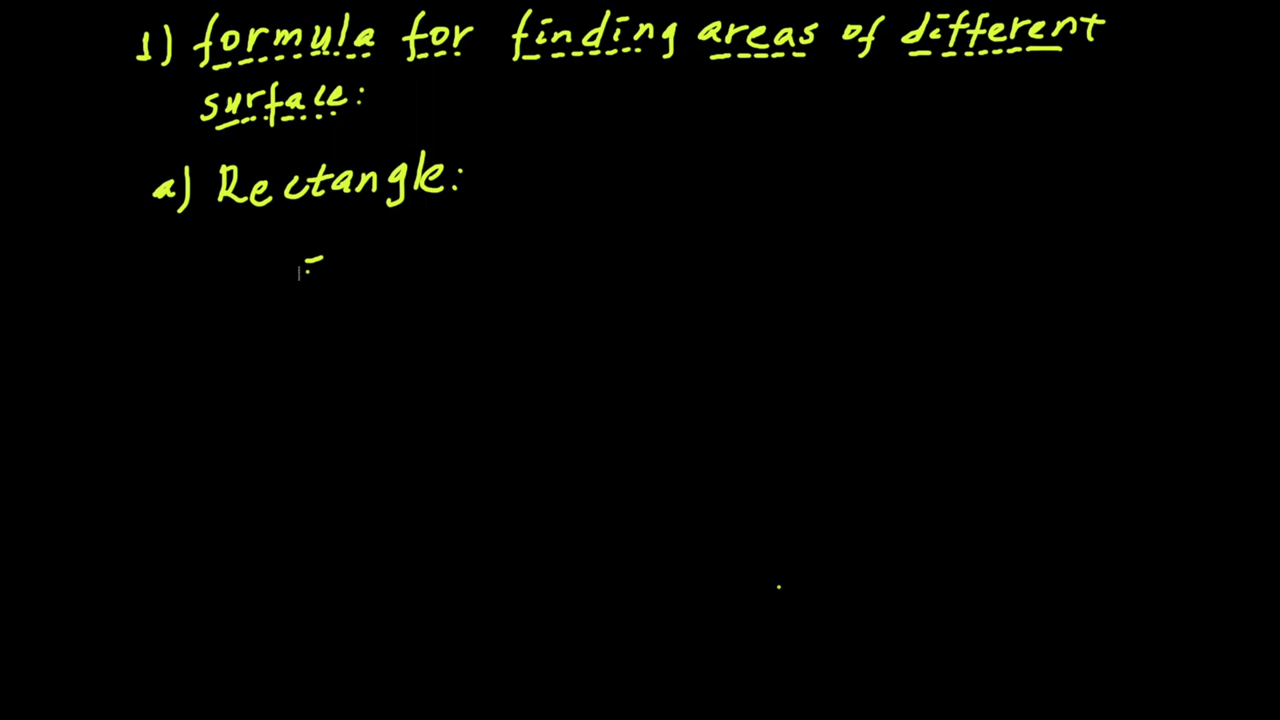 1) formula for finding areas of different
surface:
a) Rectangle: